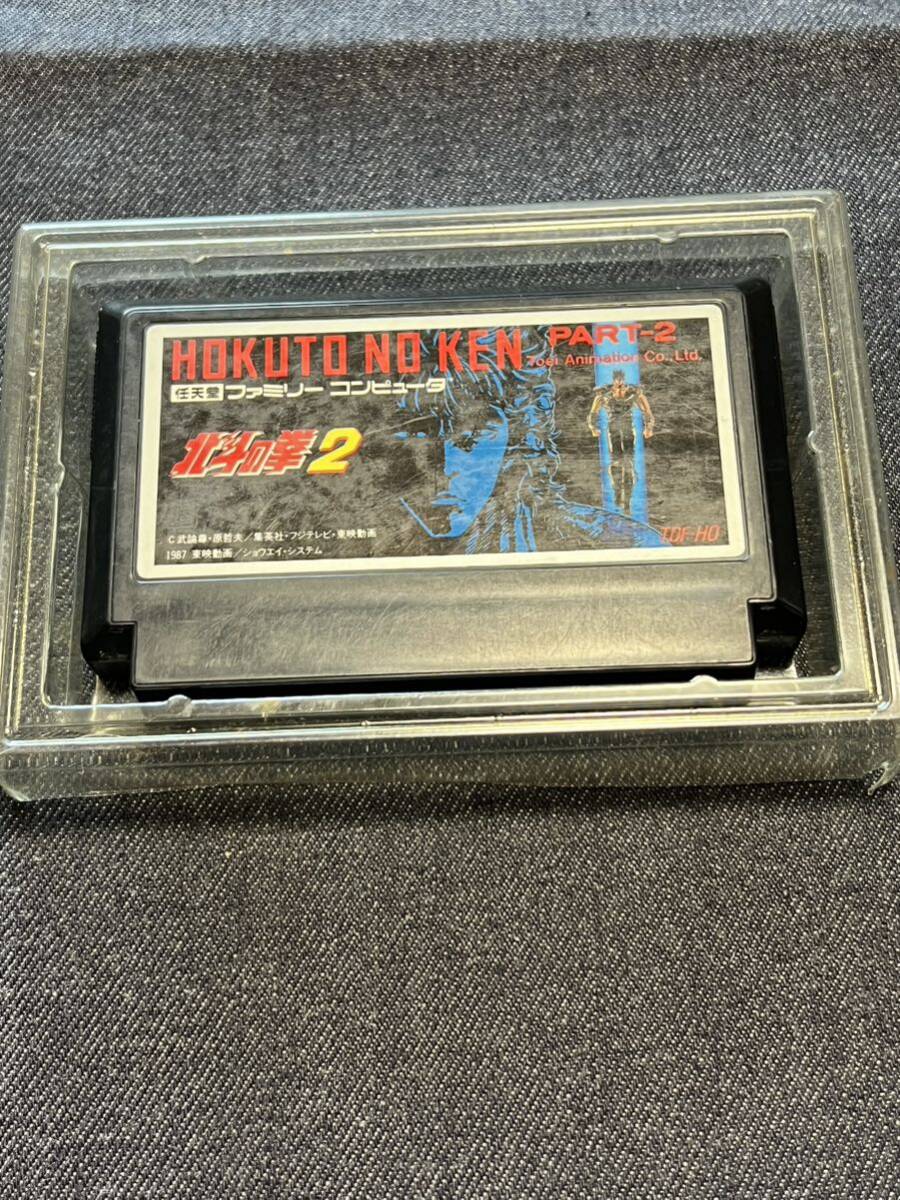 HOKUTO NO KEN PART-2
Toei Animation Co., Ltd.
任天堂 ファミリー コンピュータ
北斗の拳2
C武論尊・原哲夫/集英社・フジテレビ・東映動画
1987 東映動画/ショウエイ・システム
TDF-HO